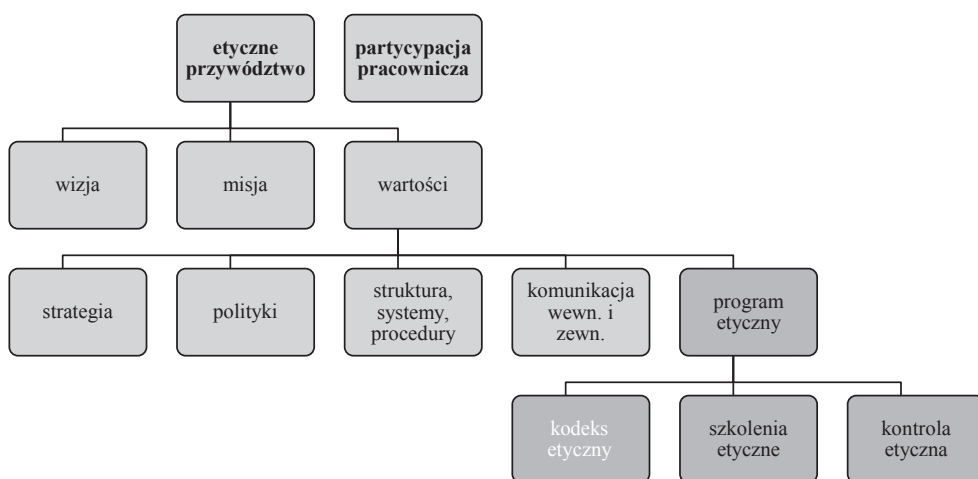 etyczne
przywództwo
partycypacja
pracownicza
wizja
misja
wartości
strategia
polityki
struktura,
systemy,
procedury
komunikacja
wewn. i
zewn.
program
etyczny
kodeks
etyczny
szkolenia
etyczne
kontrola
etyczna